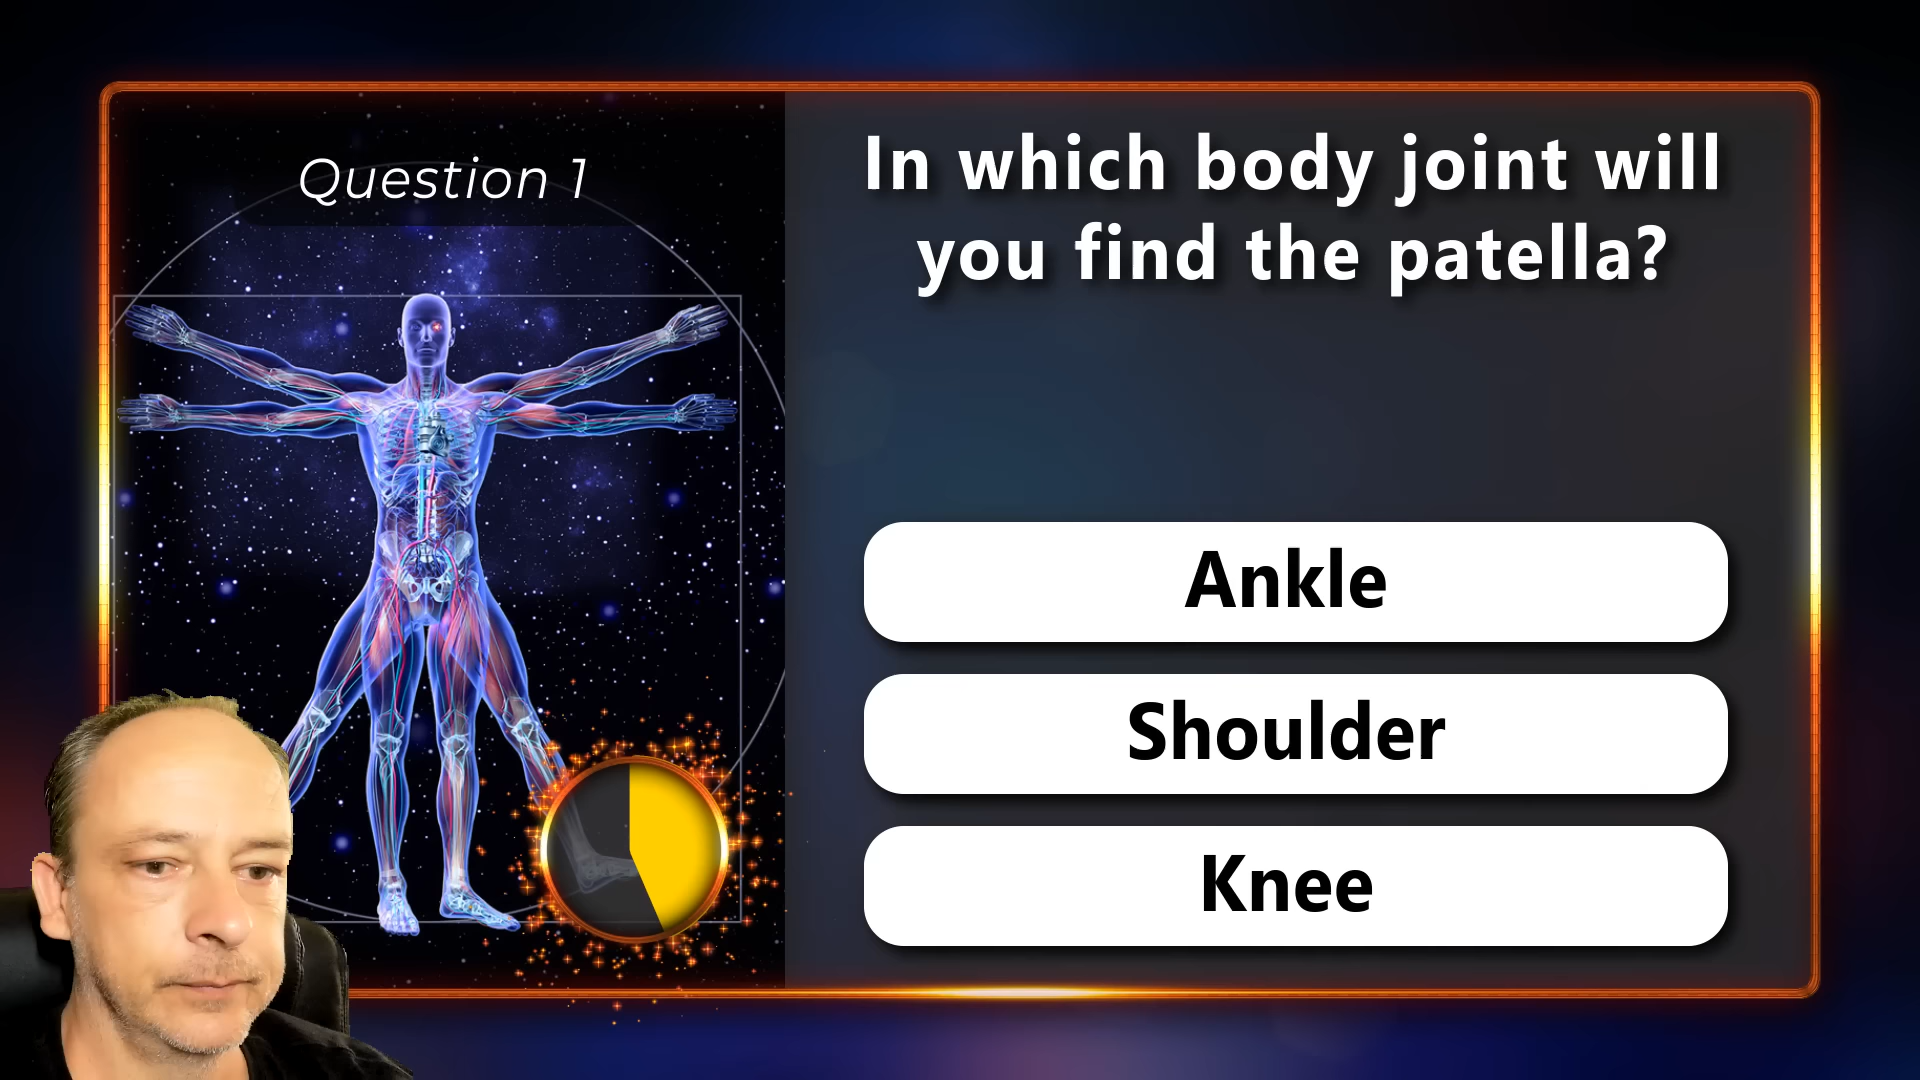 Question 1
In which body joint will
you find the patella?
Ankle
Shoulder
Knee